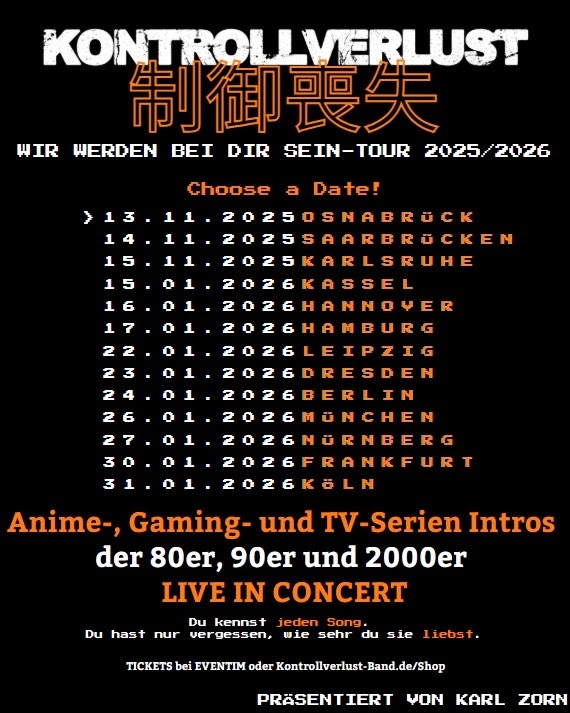 KONTROLLVERLUST
制御喪失
WIR WERDEN BEI DIR SEIN-TOUR 2025/2026
Choose a Date!
> 13.11.2025 OSNABRüCK
14.11.2025 SAARBRüCKEN
15.11.2025 KARLSRUHE
15.01.2026 KASSEL
16.01.2026 HANNOVER
17.01.2026 HAMBURG
22.01.2026 LEIPZIG
23.01.2026 DRESDEN
24.01.2026 BERLIN
26.01.2026 MüNCHEN
27.01.2026 NüRNBERG
30.01.2026 FRANKFURT
31.01.2026 KöLN
Anime-, Gaming- und TV-Serien Intros
der 80er, 90er und 2000er
LIVE IN CONCERT
Du kennst jeden Song.
Du hast nur vergessen, wie sehr du sie liebst.
TICKETS bei EVENTIM oder Kontrollverlust-Band.de/Shop
PRäSENTIERT VON KARL ZORN